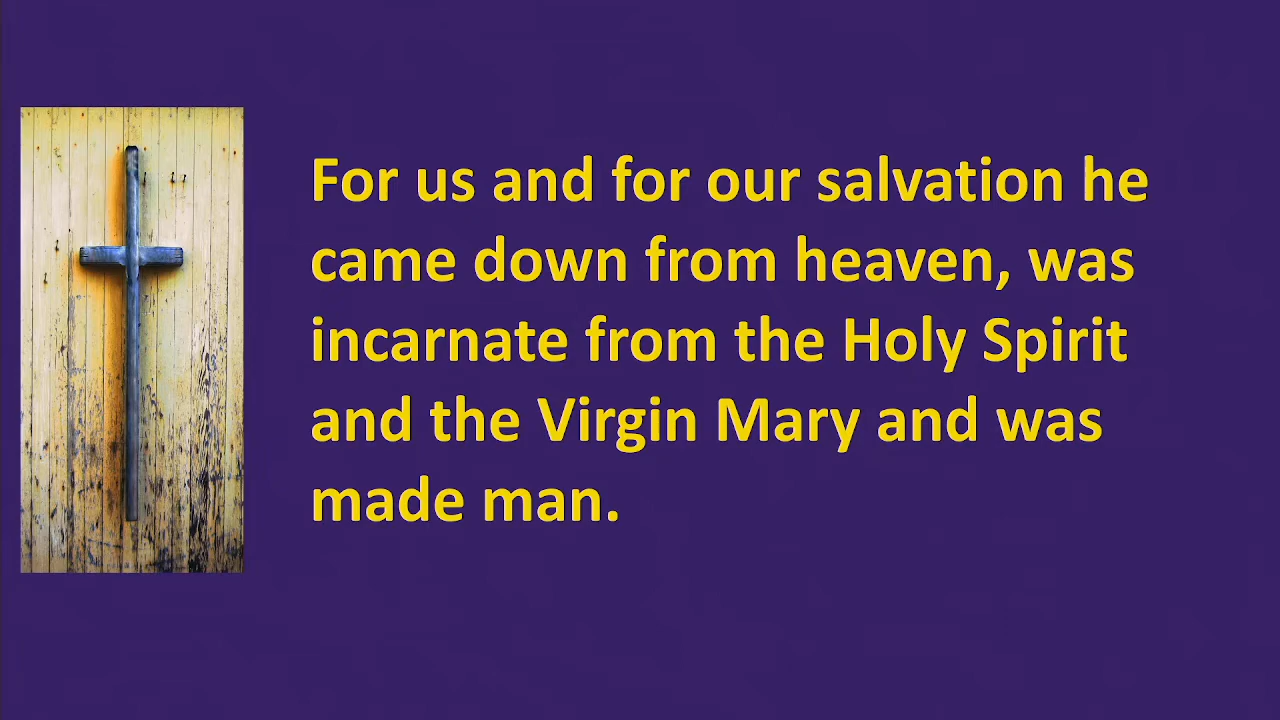 For us and for our salvation he
came down from heaven, was
incarnate from the Holy Spirit
and the Virgin Mary and was
made man.